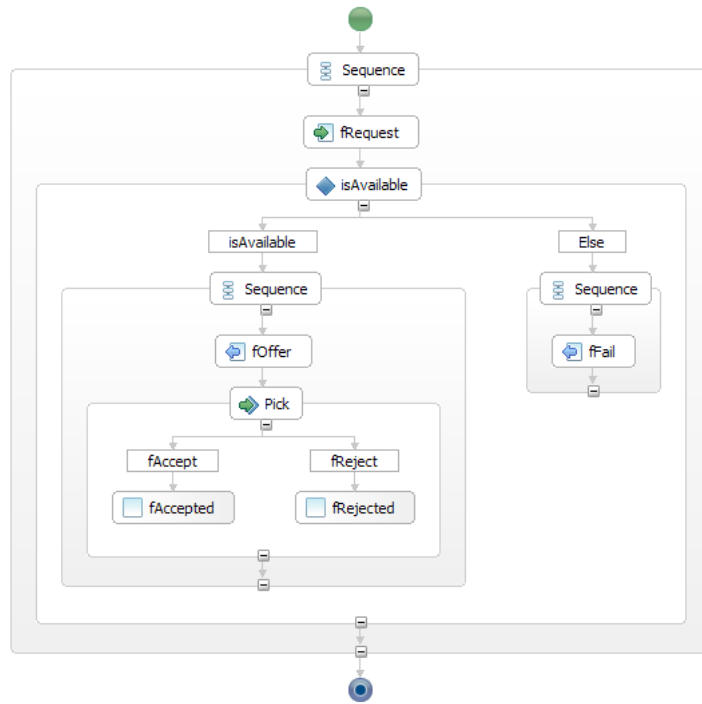 Sequence
fRequest
isAvailable
isAvailable
Else
Sequence
Sequence
fOffer
fFail
Pick
fAccept
fReject
fAccepted
fRejected